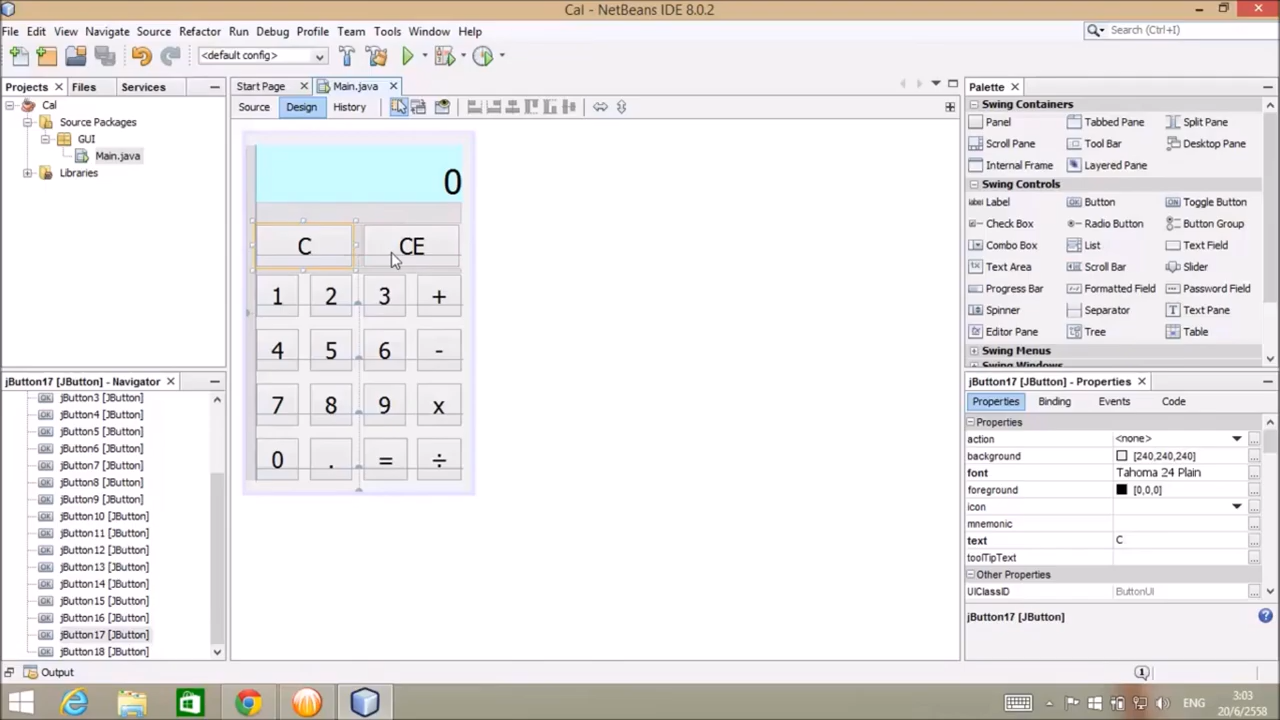 Cal - NetBeans IDE 8.0.2
File Edit View Navigate Source Refactor Run Debug Profile Team Tools Window Help
Search (Ctrl+I)
<default config>
Projects Files Services
Start Page Main.java
Palette
Source Design History
Cal
Source Packages
GUI
Main.java
Libraries
0
C CE
1 2 3 +
4 5 6 -
7 8 9 x
0 . = ÷
Swing Containers
Panel Tabbed Pane Split Pane
Scroll Pane Tool Bar Desktop Pane
Internal Frame Layered Pane
Swing Controls
Label Button Toggle Button
Check Box Radio Button Button Group
Combo Box List Text Field
Text Area Scroll Bar Slider
Progress Bar Formatted Field Password Field
Spinner Separator Text Pane
Editor Pane Tree Table
Swing Menus
Swing Windows
jButton17 [JButton] - Navigator
jButton3 [JButton]
jButton4 [JButton]
jButton5 [JButton]
jButton6 [JButton]
jButton7 [JButton]
jButton8 [JButton]
jButton9 [JButton]
jButton10 [JButton]
jButton11 [JButton]
jButton12 [JButton]
jButton13 [JButton]
jButton14 [JButton]
jButton15 [JButton]
jButton16 [JButton]
jButton17 [JButton]
jButton18 [JButton]
jButton17 [JButton] - Properties
Properties Binding Events Code
Properties
action <none>
background [240,240,240]
font Tahoma 24 Plain
foreground [0,0,0]
icon
mnemonic
text C
toolTipText
Other Properties
UIClassID ButtonUI
jButton17 [JButton]
Output
1
ENG
3:03
20/6/2558